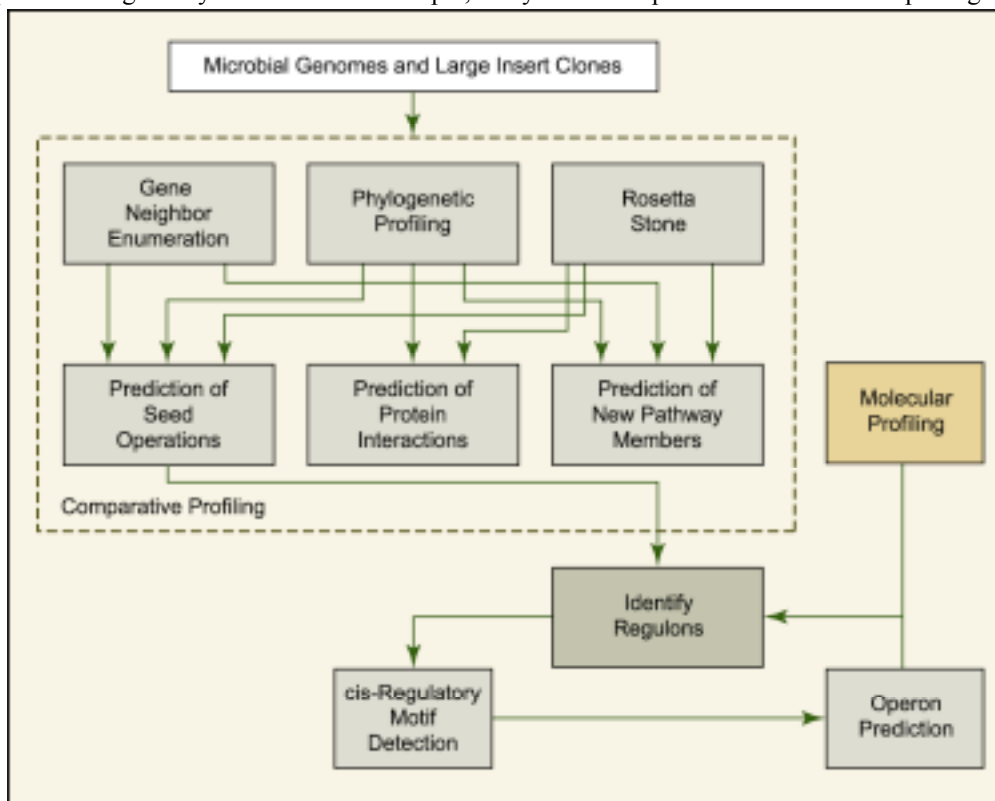 Microbial Genomes and Large Insert Clones
Gene
Neighbor
Enumeration
Phylogenetic
Profiling
Rosetta
Stone
Prediction of
Seed
Operations
Prediction of
Protein
Interactions
Prediction of
New Pathway
Members
Molecular
Profiling
Comparative Profiling
Identify
Regulons
cis-Regulatory
Motif
Detection
Operon
Prediction